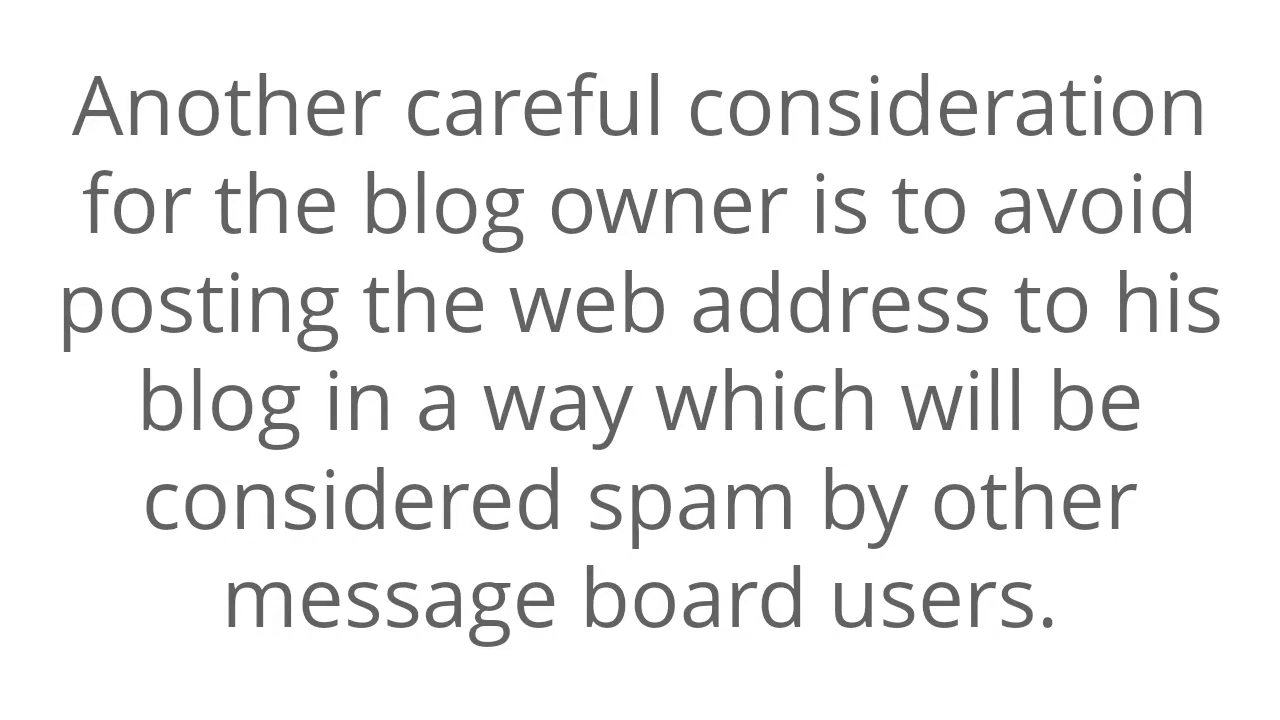 Another careful consideration
for the blog owner is to avoid
posting the web address to his
blog in a way which will be
considered spam by other
message board users.